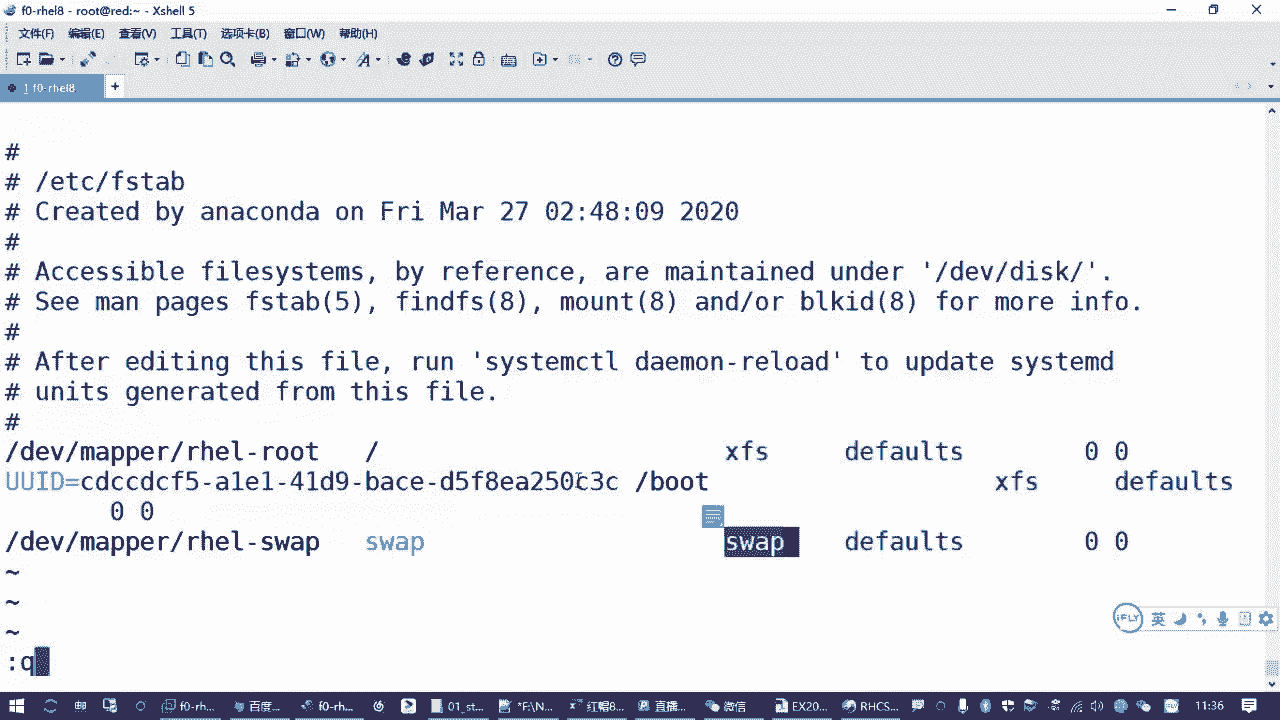 f0-rhel8 - root@red:~ - Xshell 5
文件(F) 编辑(E) 查看(V) 工具(T) 选项卡(B) 窗口(W) 帮助(H)
1 f0-rhel8 +
#
# /etc/fstab
# Created by anaconda on Fri Mar 27 02:48:09 2020
#
# Accessible filesystems, by reference, are maintained under '/dev/disk/'.
# See man pages fstab(5), findfs(8), mount(8) and/or blkid(8) for more info.
#
# After editing this file, run 'systemctl daemon-reload' to update systemd
# units generated from this file.
#
/dev/mapper/rhel-root / xfs defaults 0 0
UUID=cdccdcf5-a1e1-41d9-bace-d5f8ea250c3c /boot xfs defaults
0 0
/dev/mapper/rhel-swap swap swap defaults 0 0
~
~
~
iFLY 英
:q
f0-rh... 百度... f0-rh... 01_st... *F:\N... 红帽8... 直播... 微信 EX20... RHCS... 11:36